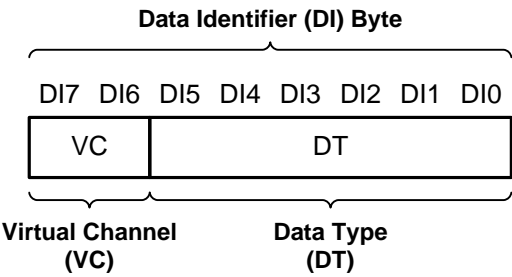 Data Identifier (DI) Byte
DI7 DI6 DI5 DI4 DI3 DI2 DI1 DI0
VC DT
Virtual Channel Data Type
(VC) (DT)